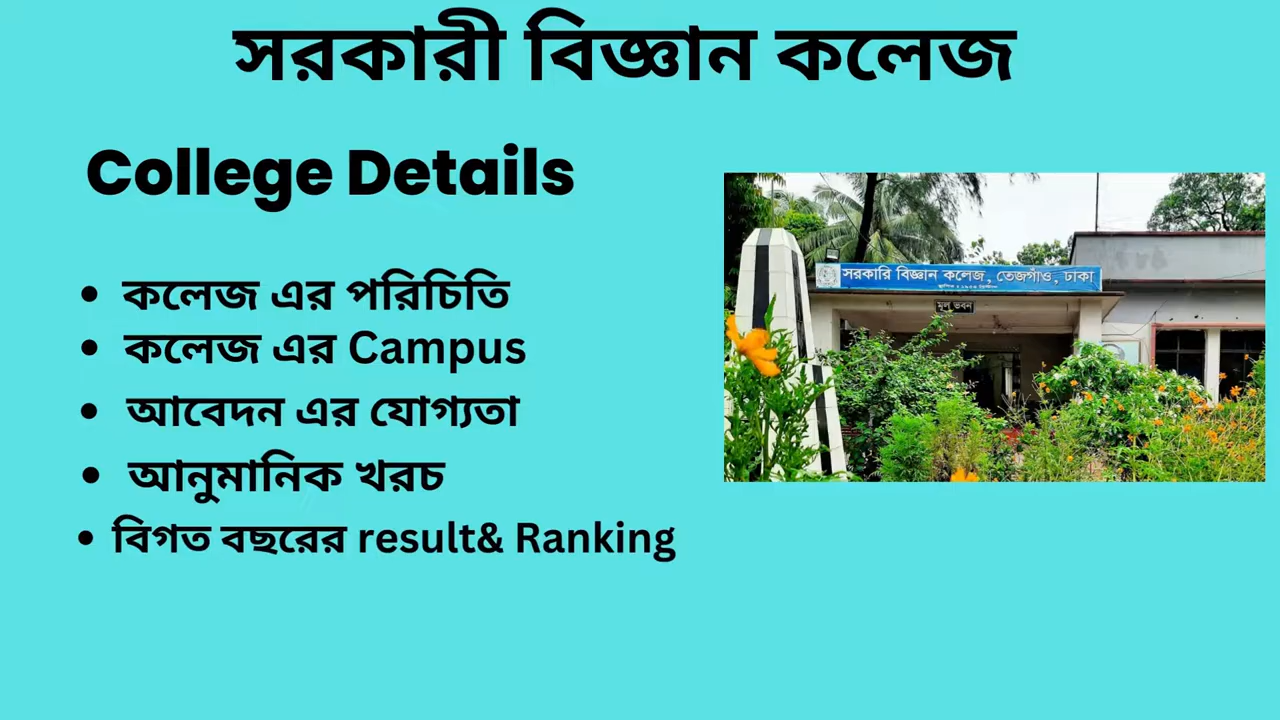 সরকারী বিজ্ঞান কলেজ
College Details
• কলেজ এর পরিচিতি
• কলেজ এর Campus
• আবেদন এর যোগ্যতা
• আনুমানিক খরচ
• বিগত বছরের result& Ranking
সরকারি বিজ্ঞান কলেজ, তেজগাঁও, ঢাকা
মূল ভবন